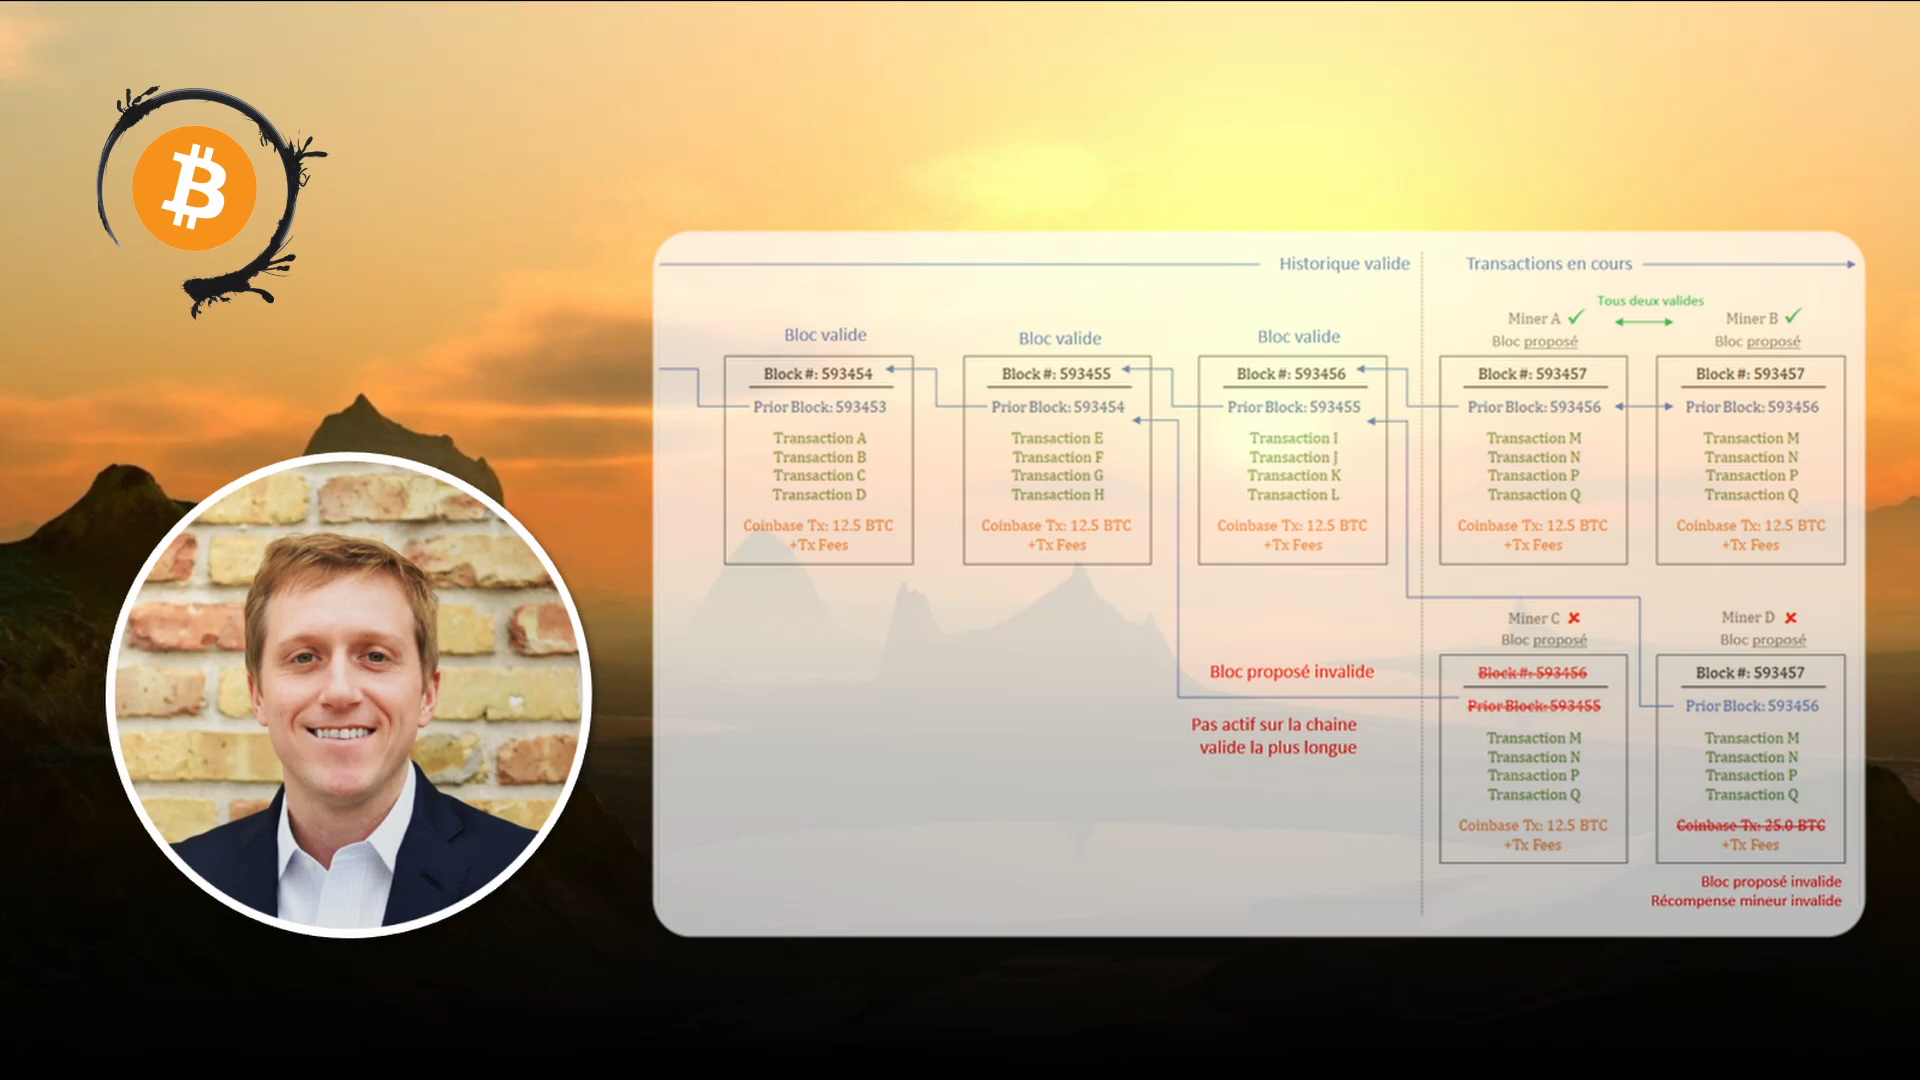 Historique valide
Transactions en cours
Tous deux valides
Miner A
Bloc proposé
Miner B
Bloc proposé
Bloc valide
Block #: 593454
Prior Block: 593453
Transaction A
Transaction B
Transaction C
Transaction D
Coinbase Tx: 12.5 BTC
+Tx Fees
Bloc valide
Block #: 593455
Prior Block: 593454
Transaction E
Transaction F
Transaction G
Transaction H
Coinbase Tx: 12.5 BTC
+Tx Fees
Bloc valide
Block #: 593456
Prior Block: 593455
Transaction I
Transaction J
Transaction K
Transaction L
Coinbase Tx: 12.5 BTC
+Tx Fees
Block #: 593457
Prior Block: 593456
Transaction M
Transaction N
Transaction P
Transaction Q
Coinbase Tx: 12.5 BTC
+Tx Fees
Block #: 593457
Prior Block: 593456
Transaction M
Transaction N
Transaction P
Transaction Q
Coinbase Tx: 12.5 BTC
+Tx Fees
Bloc proposé invalide
Pas actif sur la chaine
valide la plus longue
Miner C
Bloc proposé
Block #: 593456
Prior Block: 593455
Transaction M
Transaction N
Transaction P
Transaction Q
Coinbase Tx: 12.5 BTC
+Tx Fees
Miner D
Bloc proposé
Block #: 593457
Prior Block: 593456
Transaction M
Transaction N
Transaction P
Transaction Q
Coinbase Tx: 25.0 BTC
+Tx Fees
Bloc proposé invalide
Récompense mineur invalide